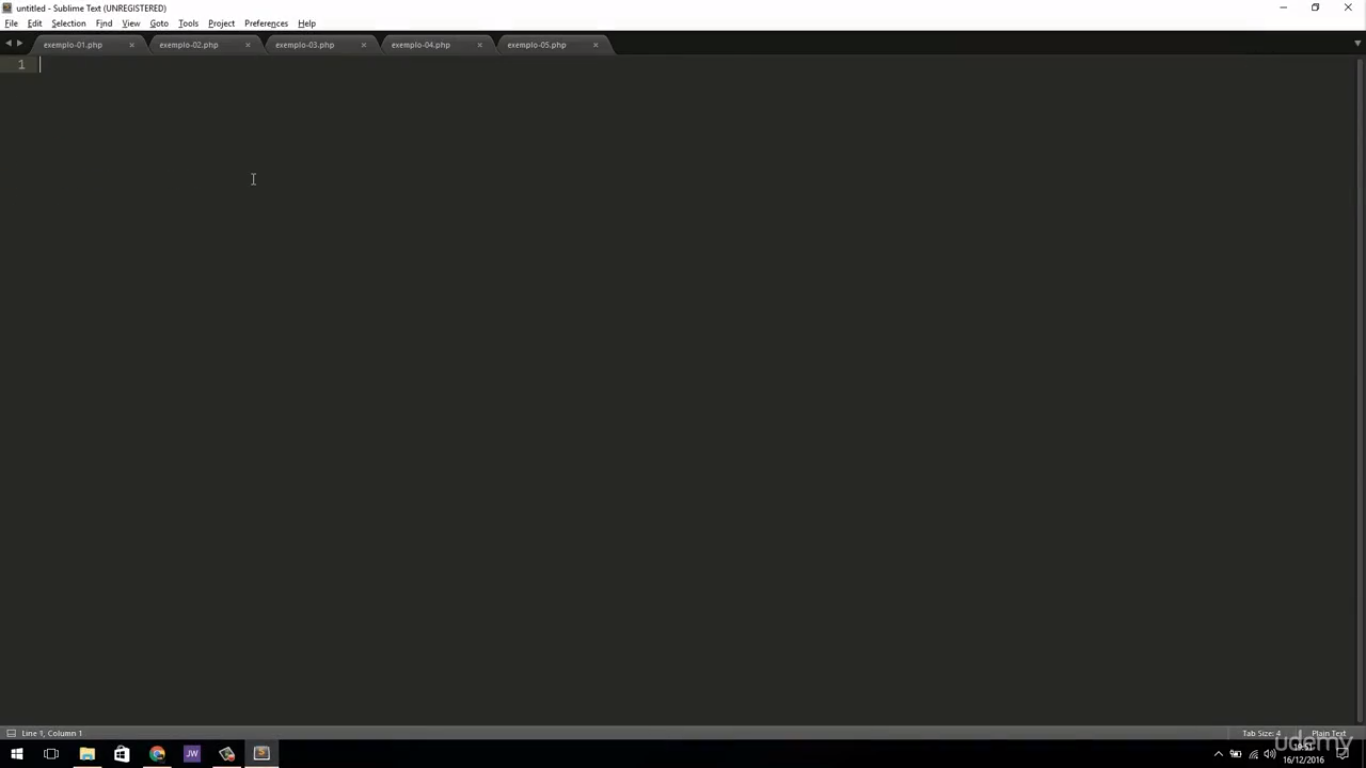 untitled - Sublime Text (UNREGISTERED)
File Edit Selection Find View Goto Tools Project Preferences Help
exemplo-01.php × exemplo-02.php × exemplo-03.php × exemplo-04.php × exemplo-05.php ×
1
Line 1, Column 1 Tab Size: 4 Plain Text
udemy
JW
16/12/2016